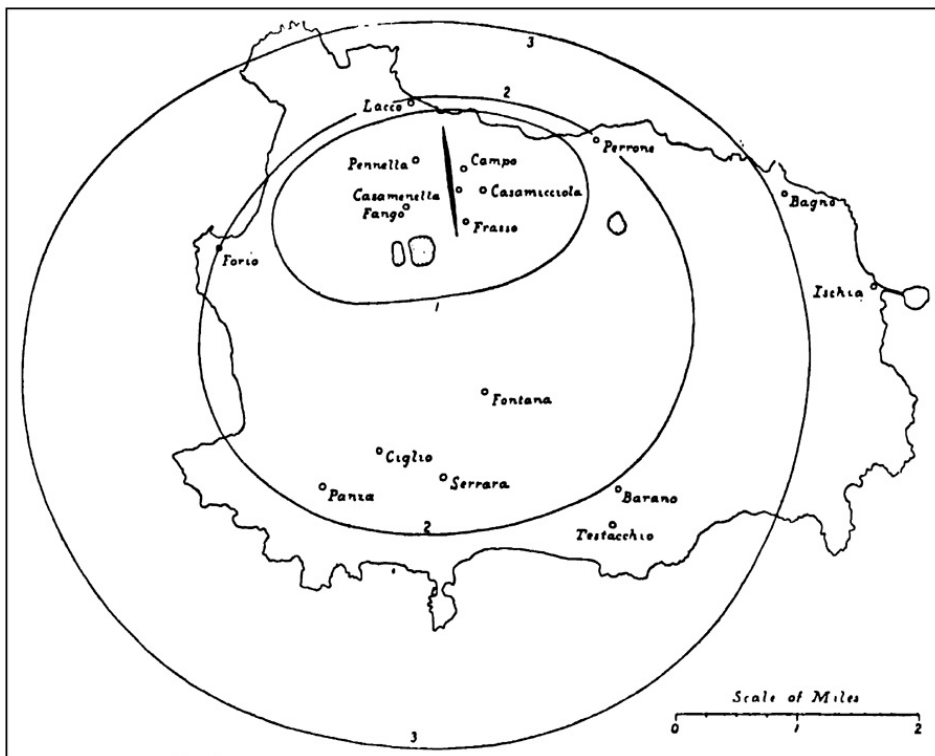 3
2
Lacco
Perrone
Pennella
Campo
Casamenella
Casamicciola
Fango
Frasso
Bagno
Forio
Ischia
1
Fontana
Ciglio
Serrara
Panza
Barano
2
Testacchio
Scale of Miles
0 1 2
3